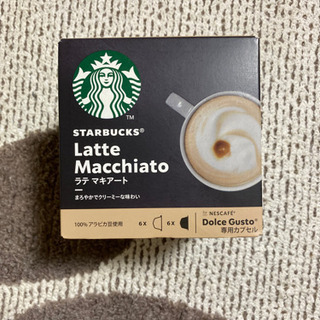 TM
STARBUCKS®
Latte
Macchiato
ラテ マキアート
まろやかでクリーミーな味わい
100% アラビカ豆使用
6X 6X
NESCAFÉ®
Dolce Gusto®
専用カプセル